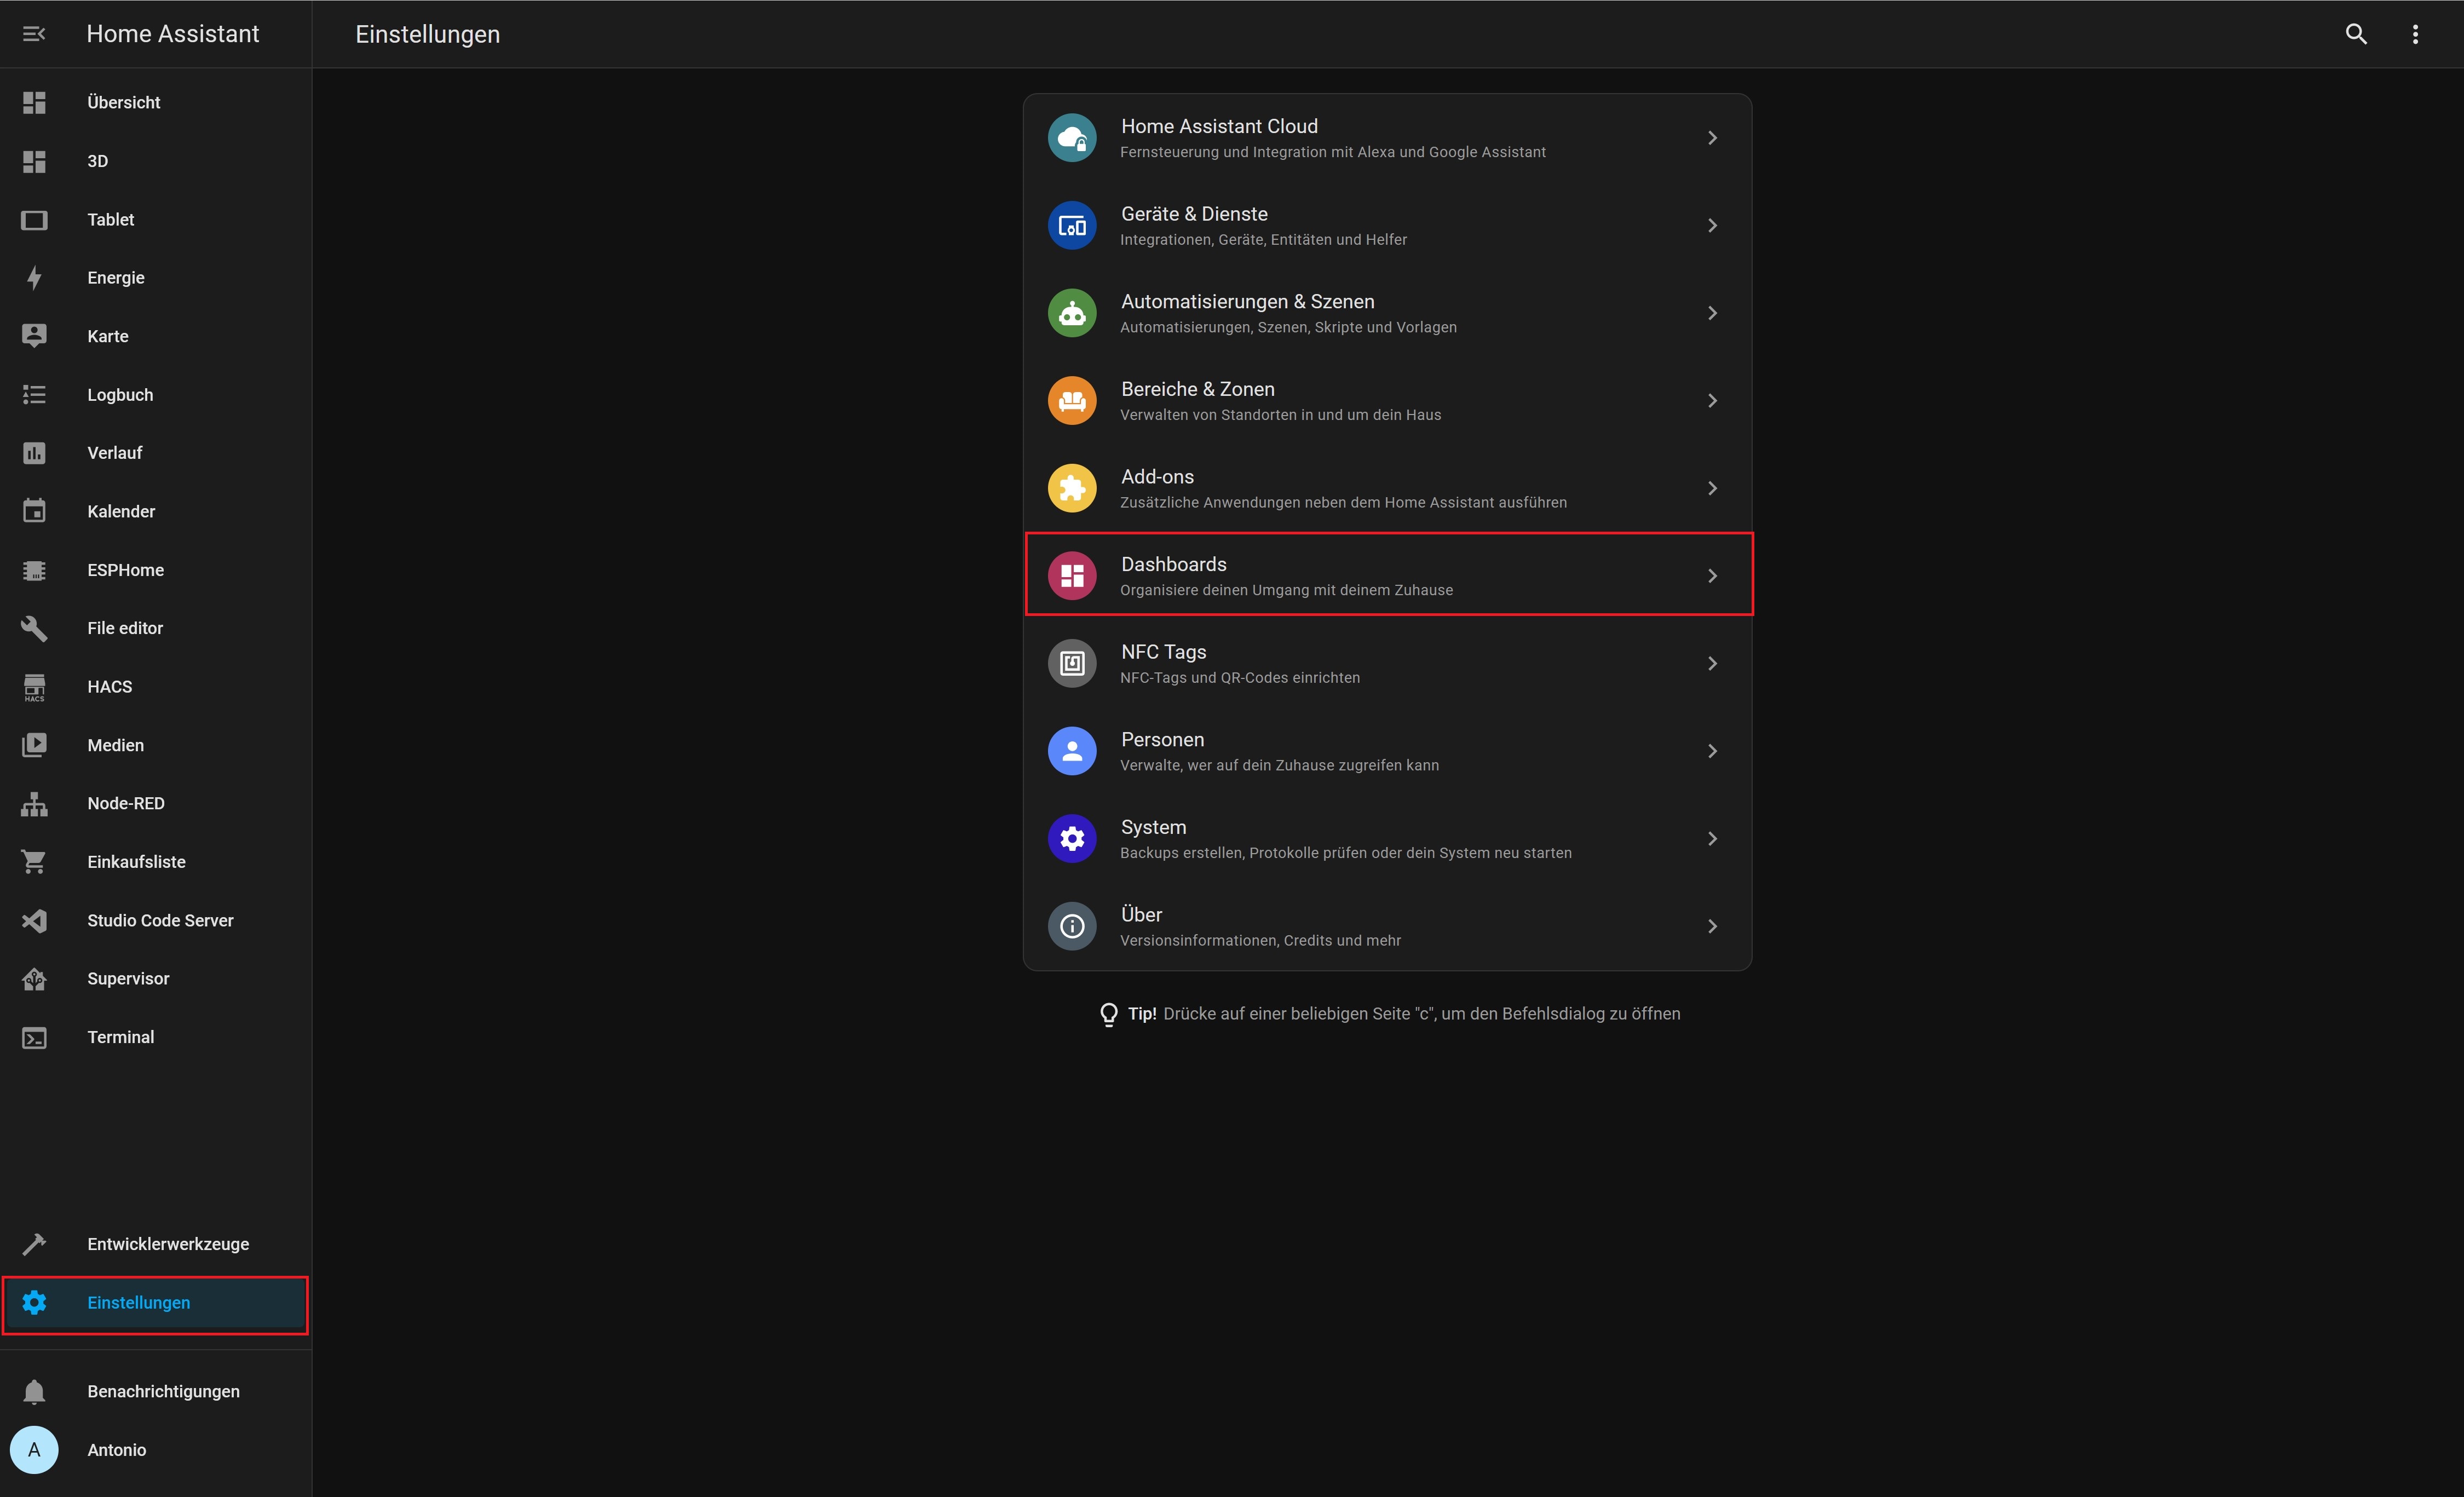 Home Assistant
Einstellungen
Übersicht
3D
Tablet
Energie
Karte
Logbuch
Verlauf
Kalender
ESPHome
File editor
HACS
HACS
Medien
Node-RED
Einkaufsliste
Studio Code Server
Supervisor
Terminal
Entwicklerwerkzeuge
Einstellungen
Benachrichtigungen
A
Antonio
Home Assistant Cloud
Fernsteuerung und Integration mit Alexa und Google Assistant
Geräte & Dienste
Integrationen, Geräte, Entitäten und Helfer
Automatisierungen & Szenen
Automatisierungen, Szenen, Skripte und Vorlagen
Bereiche & Zonen
Verwalten von Standorten in und um dein Haus
Add-ons
Zusätzliche Anwendungen neben dem Home Assistant ausführen
Dashboards
Organisiere deinen Umgang mit deinem Zuhause
NFC Tags
NFC-Tags und QR-Codes einrichten
Personen
Verwalte, wer auf dein Zuhause zugreifen kann
System
Backups erstellen, Protokolle prüfen oder dein System neu starten
Über
Versionsinformationen, Credits und mehr
Tip! Drücke auf einer beliebigen Seite "c", um den Befehlsdialog zu öffnen